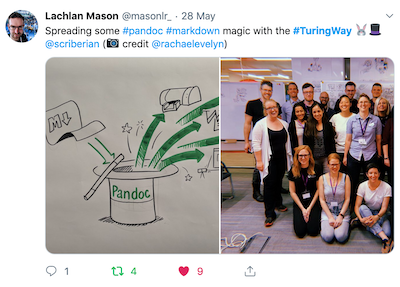 Lachlan Mason @masonlr_ · 28 May
Spreading some #pandoc #markdown magic with the #TuringWay 🐰🎩
@scriberian (📷 credit @rachaelevelyn)
M↓
Pandoc
1 4 9